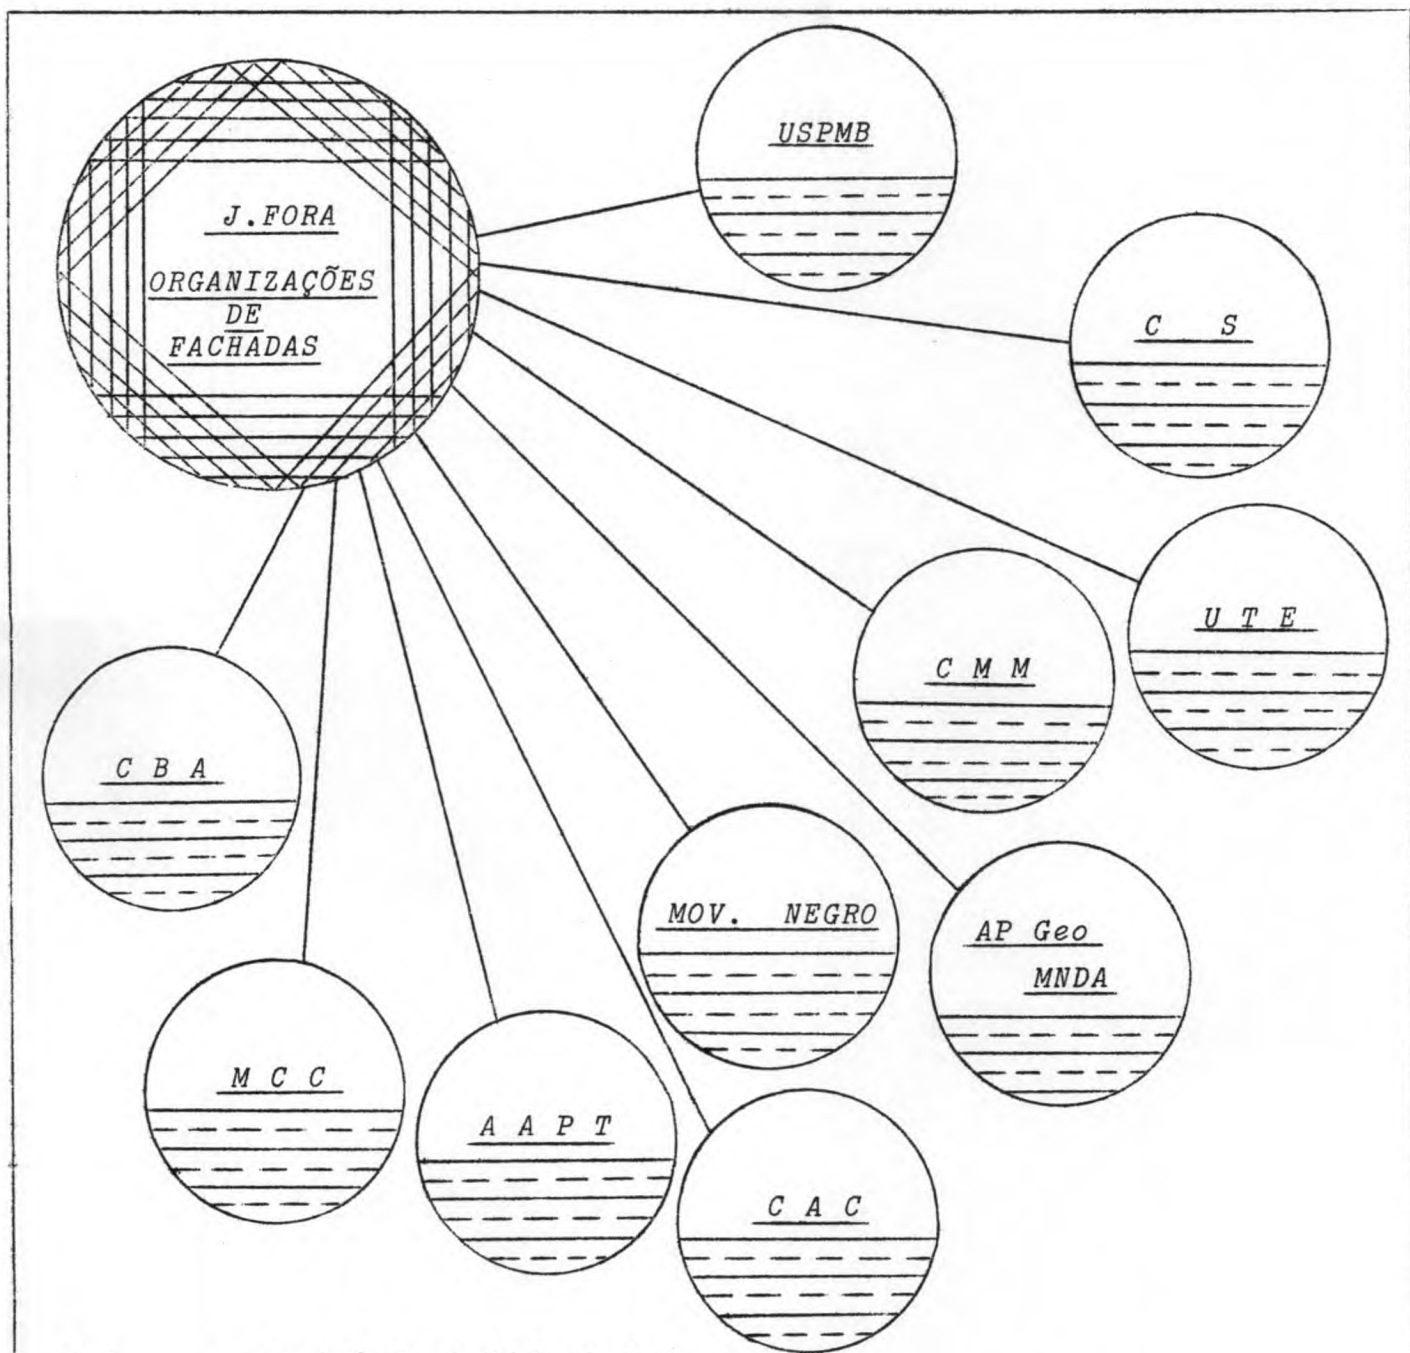 J.FORA
ORGANIZAÇÕES
DE
FACHADAS
USPMB
C S
U T E
C M M
AP Geo
MNDA
MOV. NEGRO
C B A
M C C
A A P T
C A C